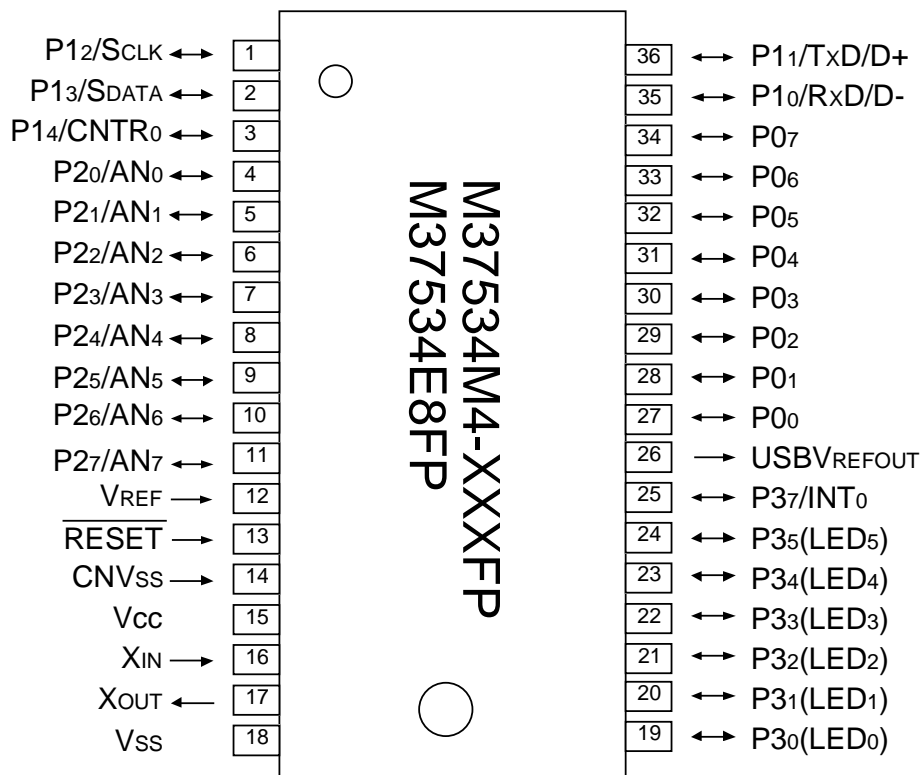 P12/SCLK 1
P13/SDATA 2
P14/CNTR0 3
P20/AN0 4
P21/AN1 5
P22/AN2 6
P23/AN3 7
P24/AN4 8
P25/AN5 9
P26/AN6 10
P27/AN7 11
VREF 12
RESET 13
CNVSS 14
Vcc 15
XIN 16
XOUT 17
VSS 18
M37534M4-XXXFP
M37534E8FP
36 P11/TXD/D+
35 P10/RXD/D-
34 P07
33 P06
32 P05
31 P04
30 P03
29 P02
28 P01
27 P00
26 USBVREFOUT
25 P37/INT0
24 P35(LED5)
23 P34(LED4)
22 P33(LED3)
21 P32(LED2)
20 P31(LED1)
19 P30(LED0)